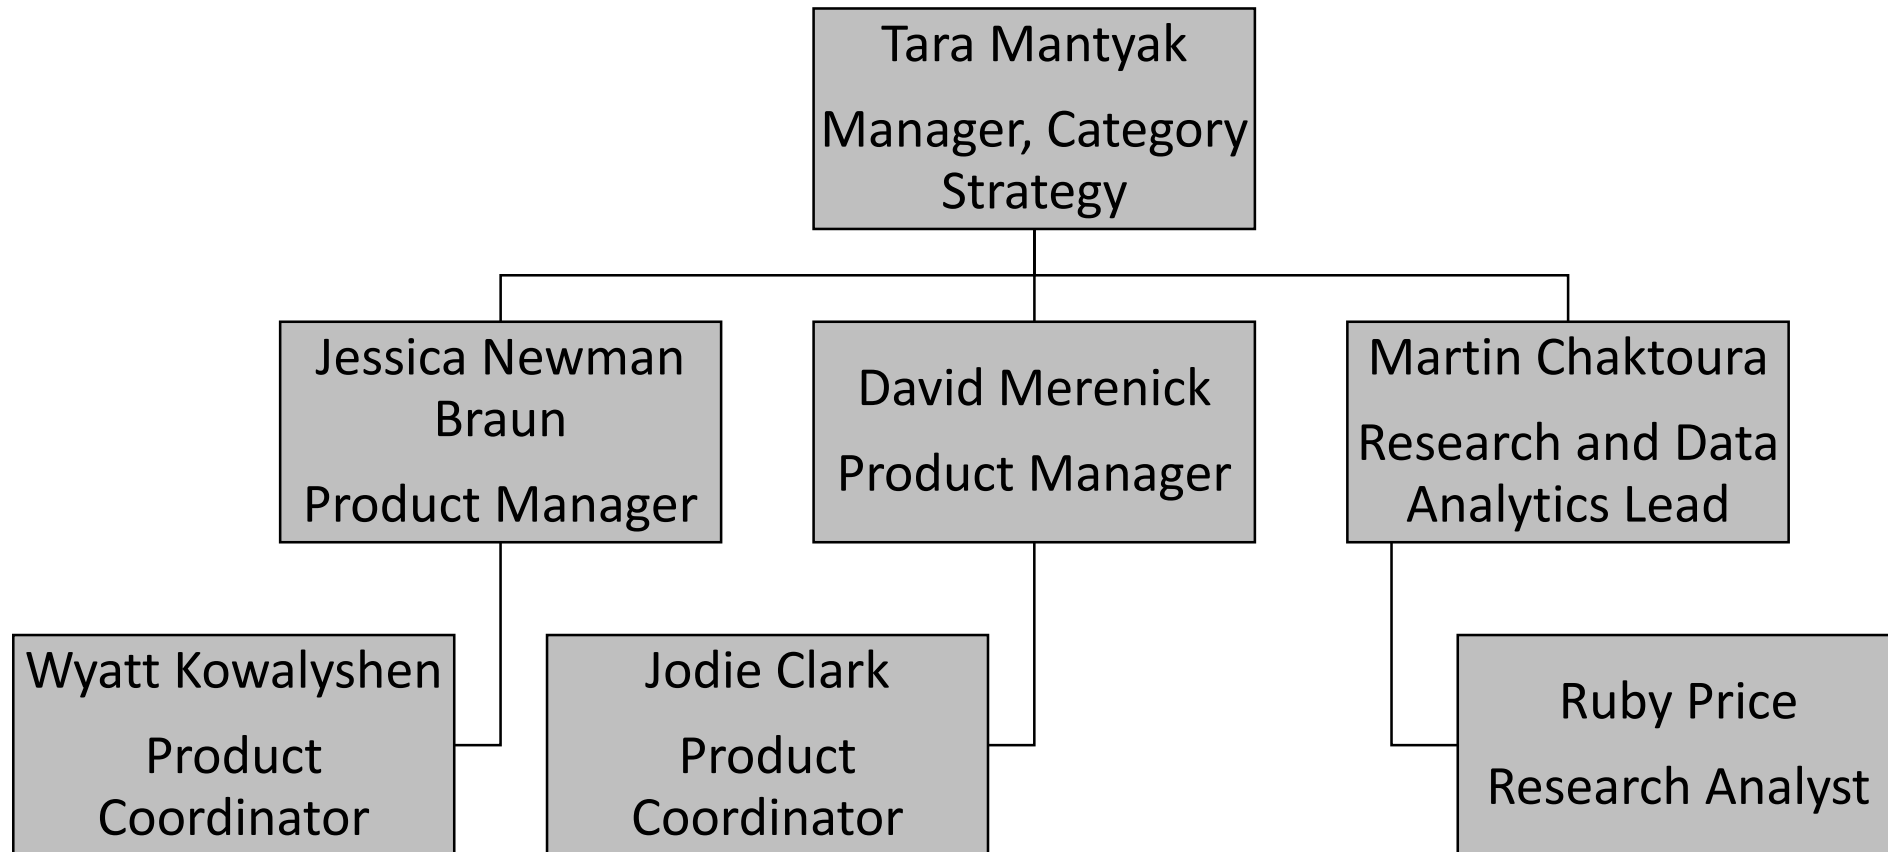 Tara Mantyak
Manager, Category
Strategy
Jessica Newman
Braun
Product Manager
David Merenick
Product Manager
Martin Chaktoura
Research and Data
Analytics Lead
Wyatt Kowalyshen
Product
Coordinator
Jodie Clark
Product
Coordinator
Ruby Price
Research Analyst